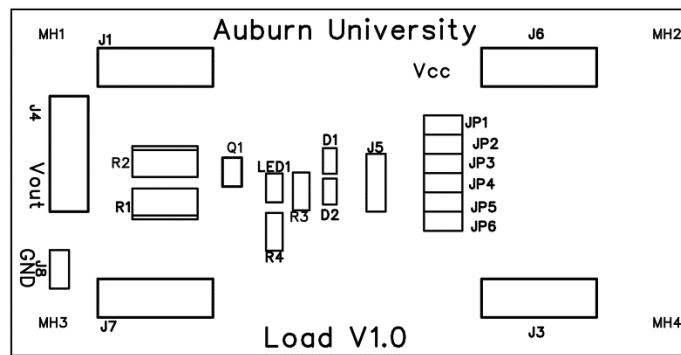 MH1
Auburn University
MH2
J1
J6
Vcc
J4
Vout
JP1
JP2
JP3
JP4
JP5
JP6
R2
R1
Q1
LED1
D1
J5
R3
D2
R4
J8
GND
MH3
J7
Load V1.0
J3
MH4